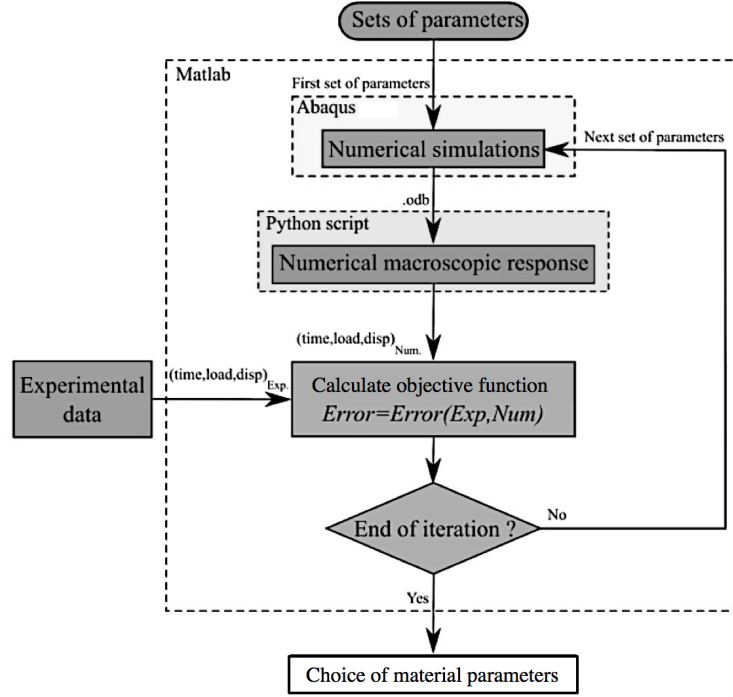 Sets of parameters
Matlab
First set of parameters
Abaqus
Numerical simulations
Next set of parameters
.odb
Python script
Numerical macroscopic response
(time,load,disp)Num.
Experimental
data
(time,load,disp)Exp.
Calculate objective function
Error=Error(Exp,Num)
End of iteration ?
No
Yes
Choice of material parameters